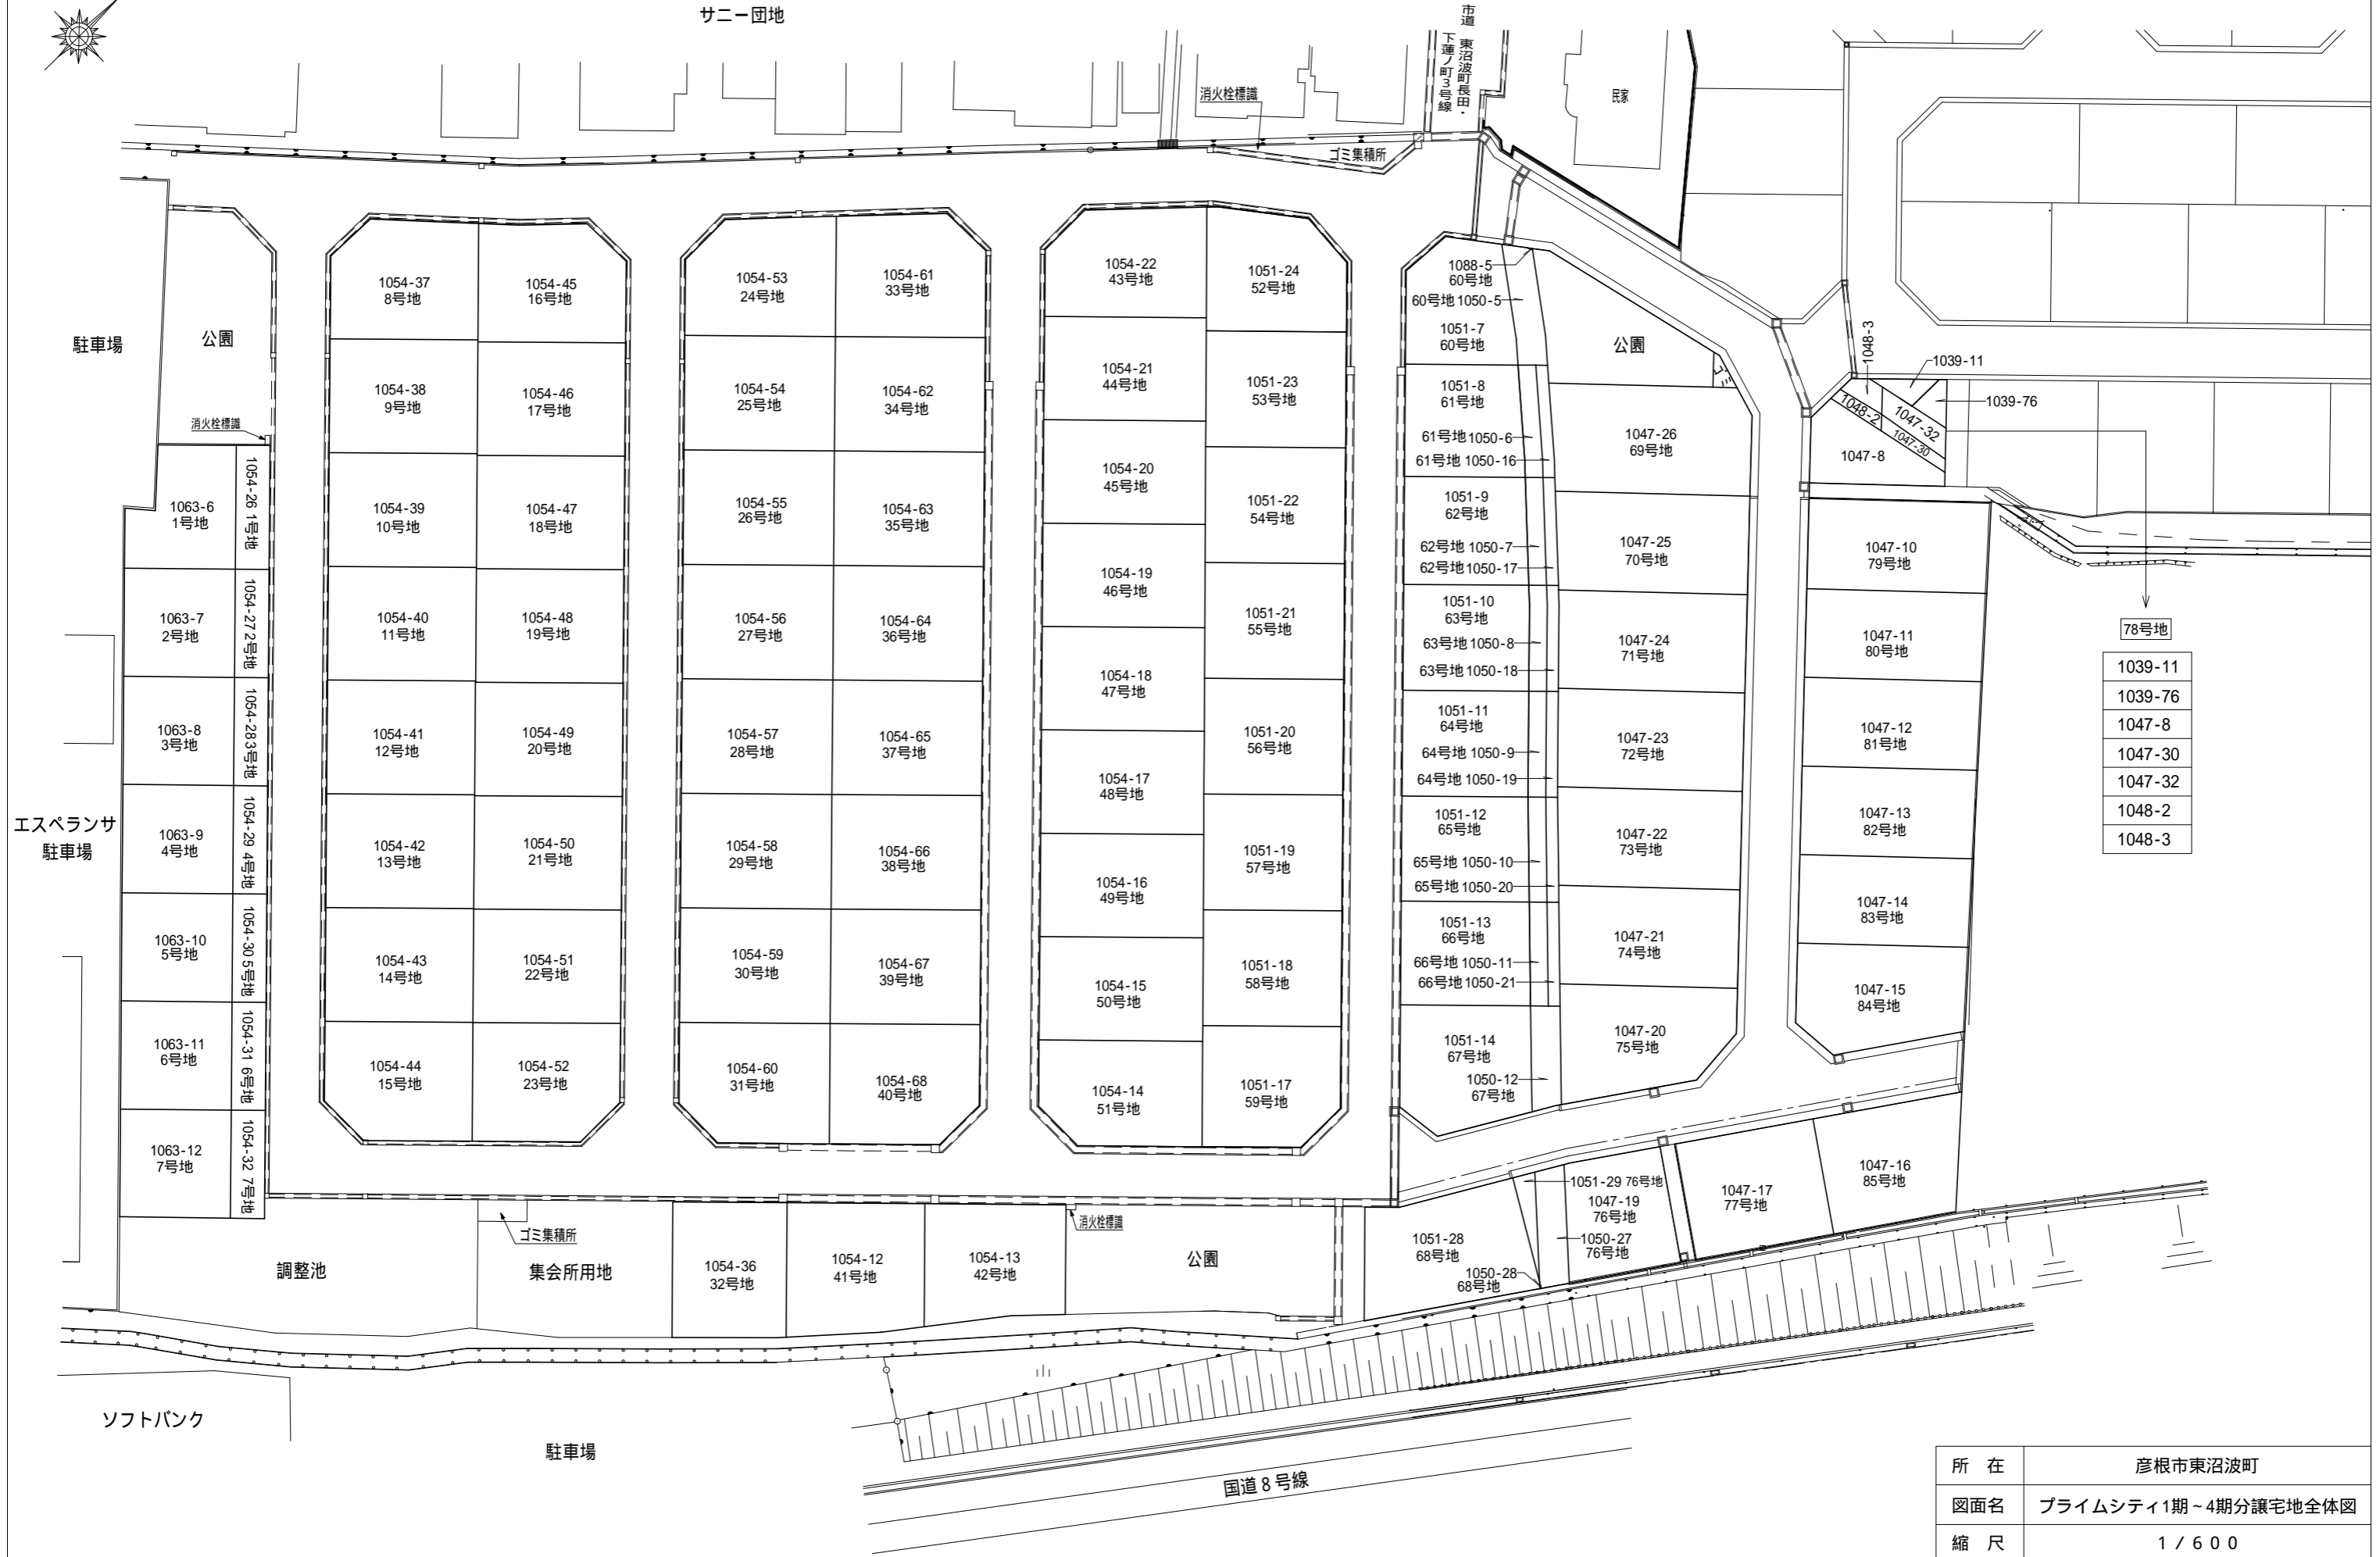 サニー団地
市道 東沼波町長田・
下蓮ノ町3号線
民家
消火栓標識
ゴミ集積所
駐車場
公園
消火栓標識
エスペランサ
駐車場
1063-6
1号地
1054-26 1号地
1063-7
2号地
1054-27 2号地
1063-8
3号地
1054-28 3号地
1063-9
4号地
1054-29 4号地
1063-10
5号地
1054-30 5号地
1063-11
6号地
1054-31 6号地
1063-12
7号地
1054-32 7号地
1054-37
8号地
1054-38
9号地
1054-39
10号地
1054-40
11号地
1054-41
12号地
1054-42
13号地
1054-43
14号地
1054-44
15号地
1054-45
16号地
1054-46
17号地
1054-47
18号地
1054-48
19号地
1054-49
20号地
1054-50
21号地
1054-51
22号地
1054-52
23号地
1054-53
24号地
1054-54
25号地
1054-55
26号地
1054-56
27号地
1054-57
28号地
1054-58
29号地
1054-59
30号地
1054-60
31号地
1054-61
33号地
1054-62
34号地
1054-63
35号地
1054-64
36号地
1054-65
37号地
1054-66
38号地
1054-67
39号地
1054-68
40号地
1054-22
43号地
1054-21
44号地
1054-20
45号地
1054-19
46号地
1054-18
47号地
1054-17
48号地
1054-16
49号地
1054-15
50号地
1054-14
51号地
1051-24
52号地
1051-23
53号地
1051-22
54号地
1051-21
55号地
1051-20
56号地
1051-19
57号地
1051-18
58号地
1051-17
59号地
1088-5
60号地
60号地 1050-5
1051-7
60号地
1051-8
61号地
61号地 1050-6
61号地 1050-16
1051-9
62号地
62号地 1050-7
62号地 1050-17
1051-10
63号地
63号地 1050-8
63号地 1050-18
1051-11
64号地
64号地 1050-9
64号地 1050-19
1051-12
65号地
65号地 1050-10
65号地 1050-20
1051-13
66号地
66号地 1050-11
66号地 1050-21
1051-14
67号地
1050-12
67号地
公園
ゴミ
1047-26
69号地
1047-25
70号地
1047-24
71号地
1047-23
72号地
1047-22
73号地
1047-21
74号地
1047-20
75号地
1048-3
1039-11
1039-76
1048-2
1047-32
1047-30
1047-8
1047-10
79号地
1047-11
80号地
1047-12
81号地
1047-13
82号地
1047-14
83号地
1047-15
84号地
78号地
1039-11
1039-76
1047-8
1047-30
1047-32
1048-2
1048-3
調整池
ゴミ集積所
集会所用地
1054-36
32号地
1054-12
41号地
1054-13
42号地
消火栓標識
公園
1051-28
68号地
1050-28
68号地
1051-29 76号地
1047-19
76号地
1050-27
76号地
1047-17
77号地
1047-16
85号地
ソフトバンク
駐車場
国道8号線
所 在 彦根市東沼波町
図面名 プライムシティ1期~4期分譲宅地全体図
縮 尺 1/600